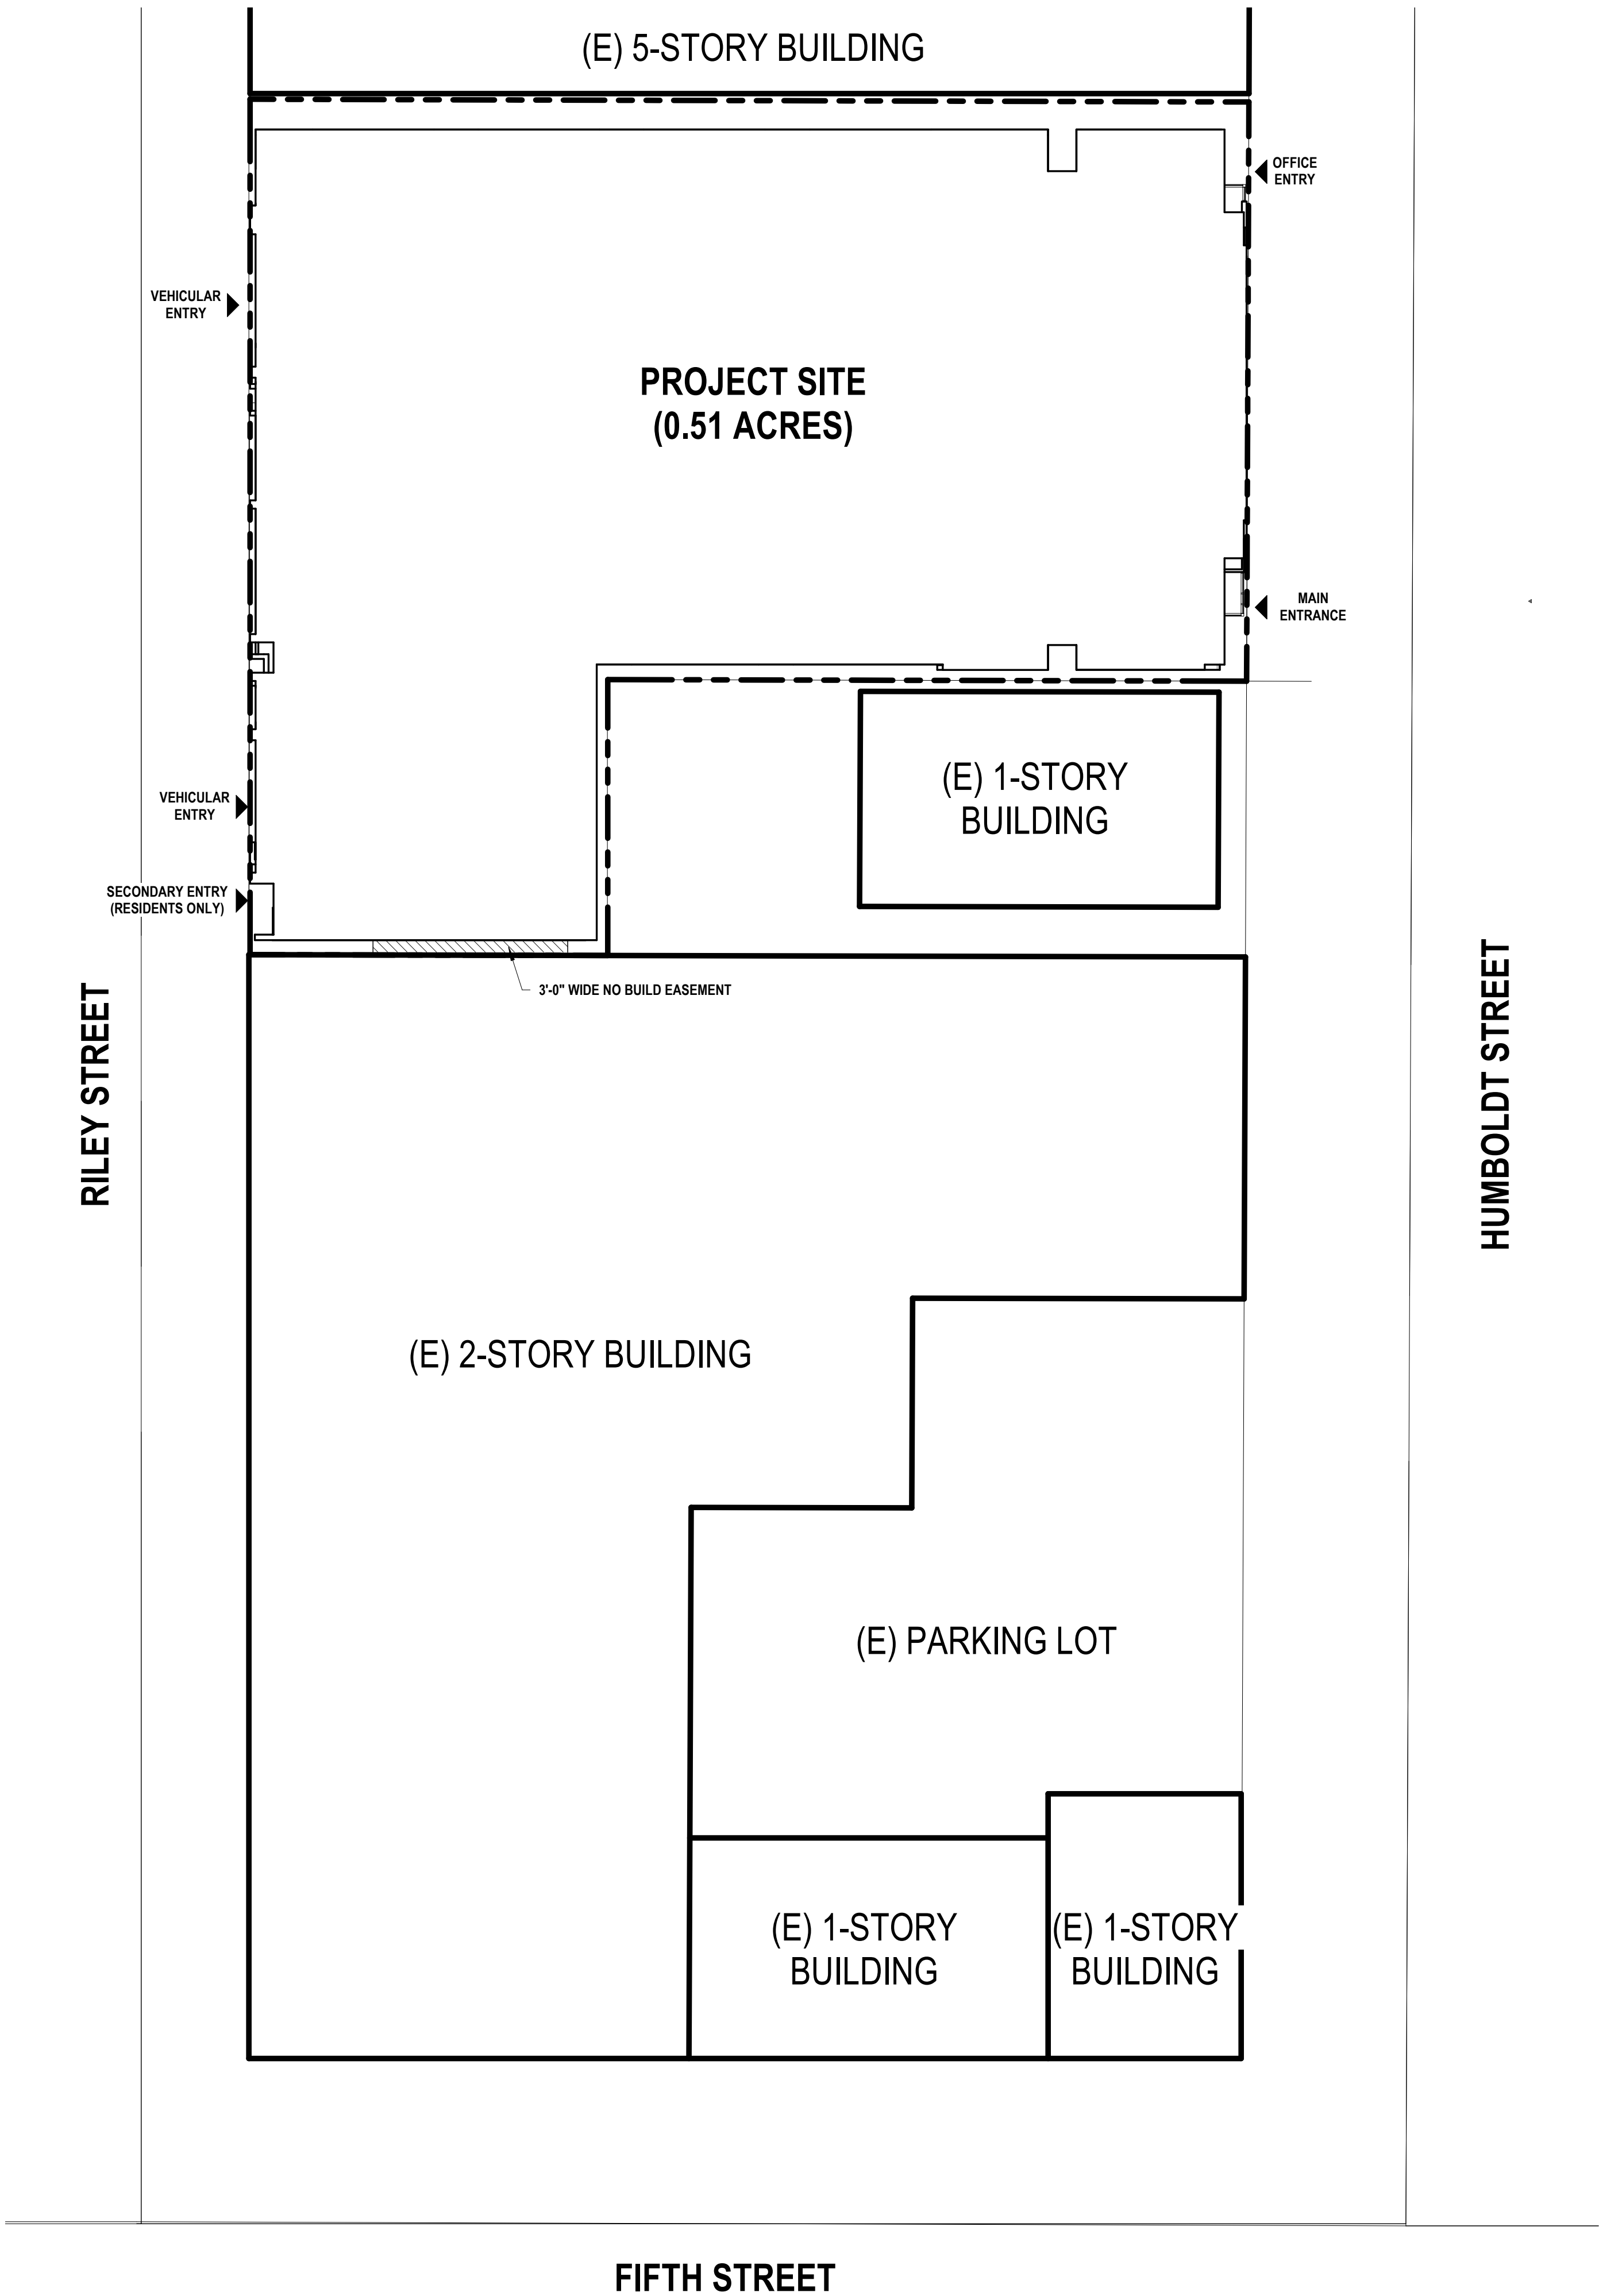 (E) 5-STORY BUILDING
OFFICE
ENTRY
VEHICULAR
ENTRY
PROJECT SITE
(0.51 ACRES)
MAIN
ENTRANCE
(E) 1-STORY
BUILDING
VEHICULAR
ENTRY
SECONDARY ENTRY
(RESIDENTS ONLY)
3'-0" WIDE NO BUILD EASEMENT
RILEY STREET
HUMBOLDT STREET
(E) 2-STORY BUILDING
(E) PARKING LOT
(E) 1-STORY
BUILDING
(E) 1-STORY
BUILDING
FIFTH STREET